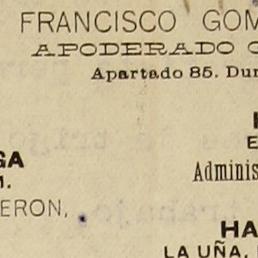 FRANCISCO GOM
APODERADO
Apartado 85. Dur
GA
M.
ERON,
E
Adminis
HA
LA UÑA,